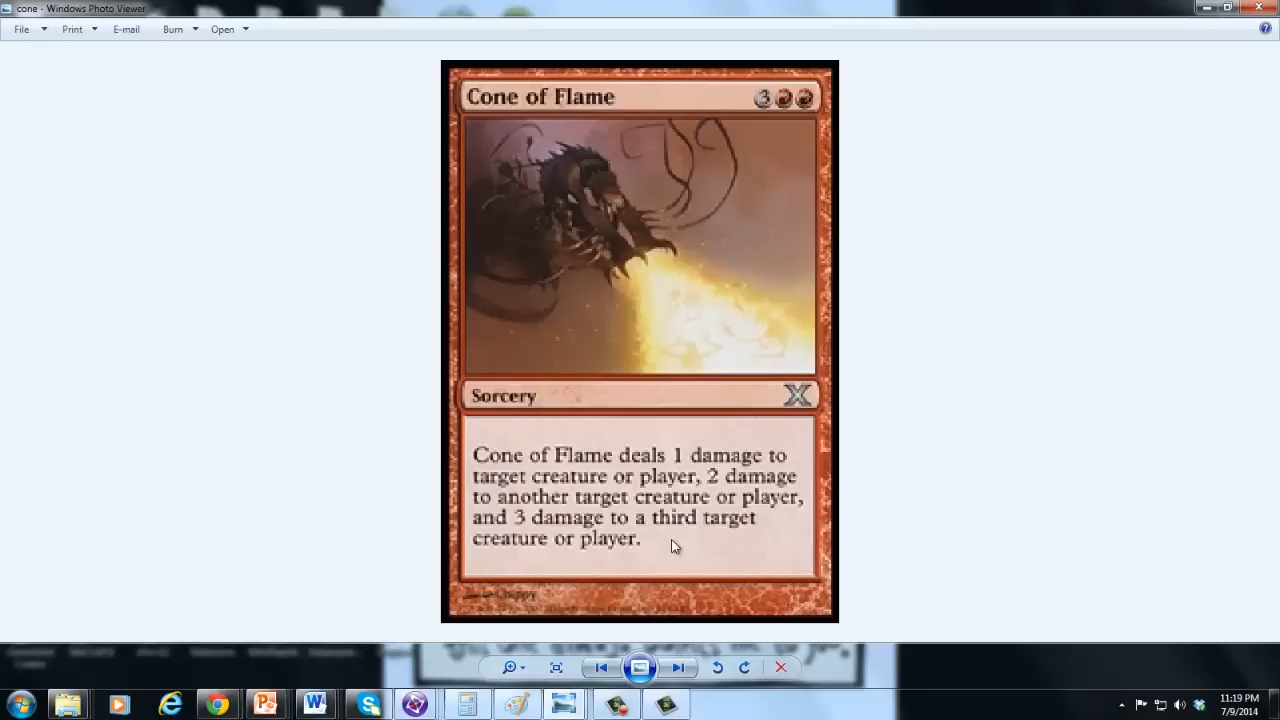 cone - Windows Photo Viewer
File Print E-mail Burn Open
Cone of Flame 3
Sorcery
Cone of Flame deals 1 damage to
target creature or player, 2 damage
to another target creature or player,
and 3 damage to a third target
creature or player.
Chippy
11:19 PM
7/9/2014